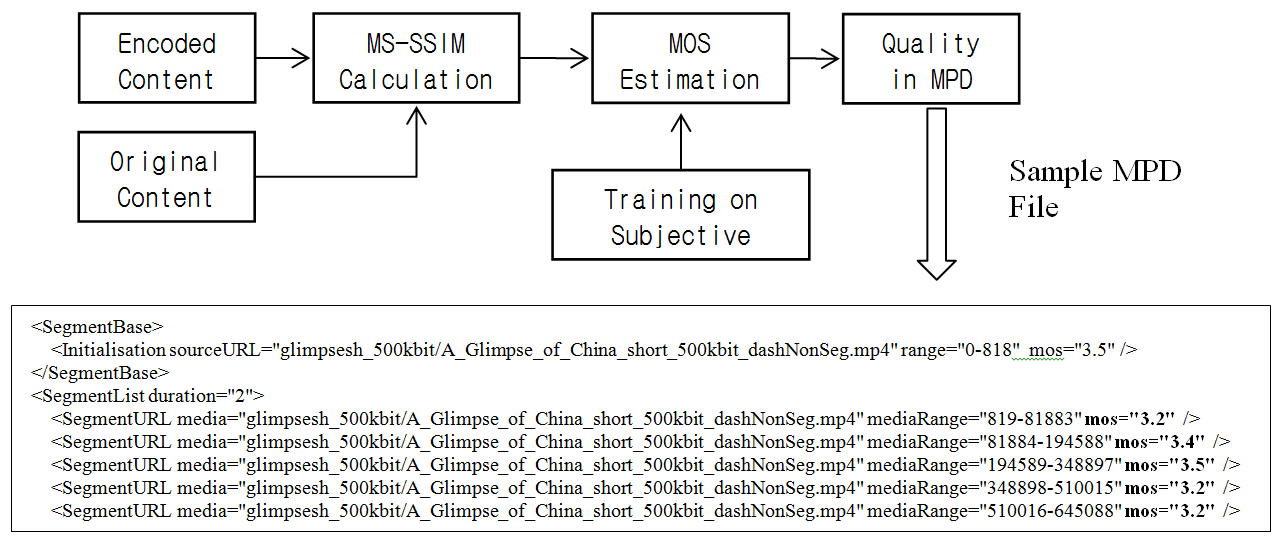 Encoded
Content
MS-SSIM
Calculation
MOS
Estimation
Quality
in MPD
Original
Content
Training on
Subjective
Sample MPD
File
<SegmentBase>
<Initialisation sourceURL="glimpsesh_500kbit/A_Glimpse_of_China_short_500kbit_dashNonSeg.mp4" range="0-818" mos="3.5" />
</SegmentBase>
<SegmentList duration="2">
<SegmentURL media="glimpsesh_500kbit/A_Glimpse_of_China_short_500kbit_dashNonSeg.mp4" mediaRange="819-81883" mos="3.2" />
<SegmentURL media="glimpsesh_500kbit/A_Glimpse_of_China_short_500kbit_dashNonSeg.mp4" mediaRange="81884-194588" mos="3.4" />
<SegmentURL media="glimpsesh_500kbit/A_Glimpse_of_China_short_500kbit_dashNonSeg.mp4" mediaRange="194589-348897" mos="3.5" />
<SegmentURL media="glimpsesh_500kbit/A_Glimpse_of_China_short_500kbit_dashNonSeg.mp4" mediaRange="348898-510015" mos="3.2" />
<SegmentURL media="glimpsesh_500kbit/A_Glimpse_of_China_short_500kbit_dashNonSeg.mp4" mediaRange="510016-645088" mos="3.2" />